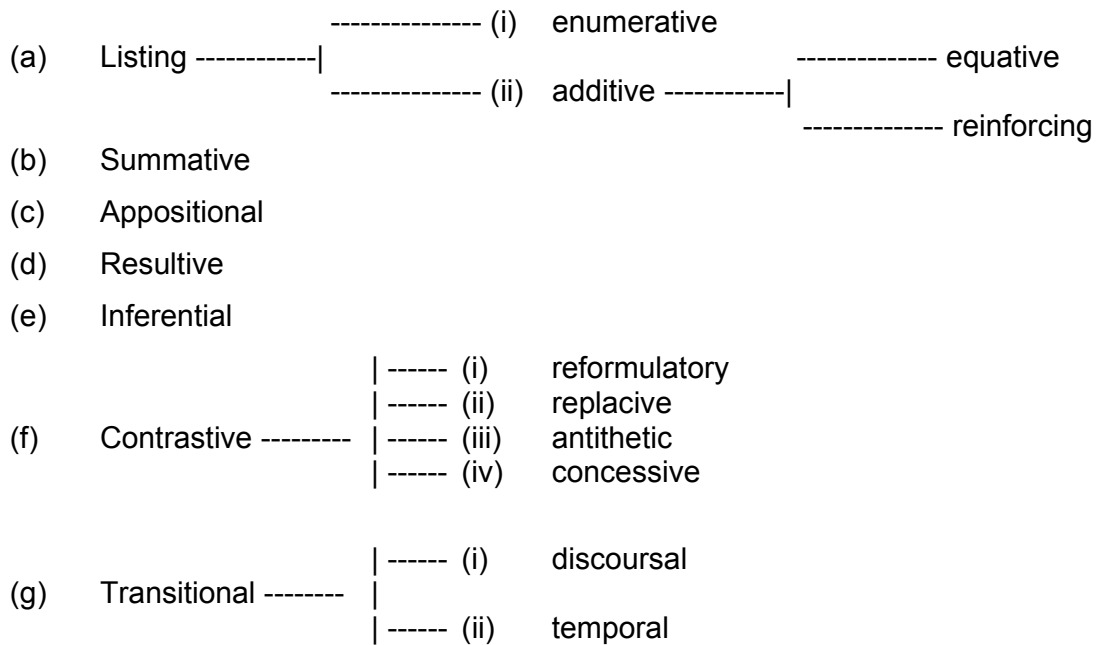 --------------- (i) enumerative
(a) Listing ------------| -------------- equative
--------------- (ii) additive ------------|
-------------- reinforcing
(b) Summative
(c) Appositional
(d) Resultive
(e) Inferential
| ------ (i) reformulatory
| ------ (ii) replacive
(f) Contrastive --------- | ------ (iii) antithetic
| ------ (iv) concessive
| ------ (i) discoursal
(g) Transitional -------- |
| ------ (ii) temporal